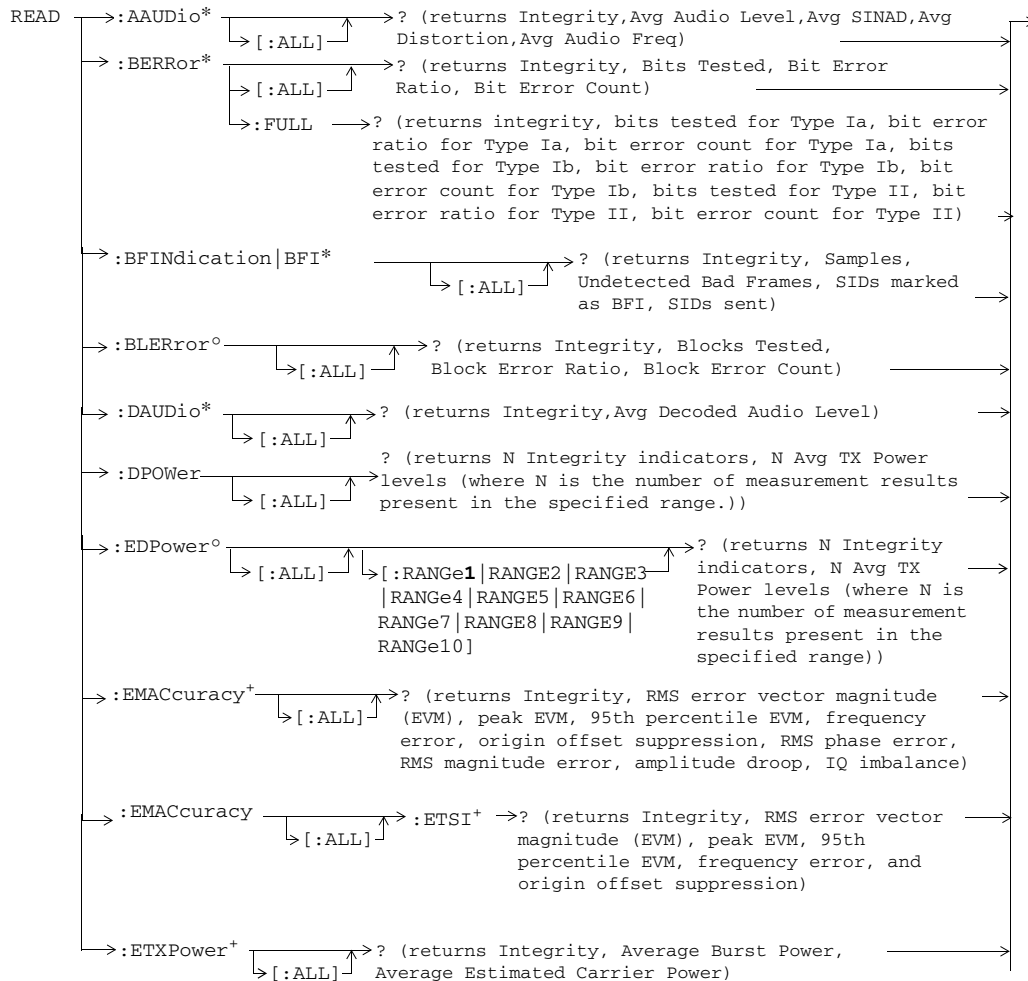 READ :AAUDio* ? (returns Integrity,Avg Audio Level,Avg SINAD,Avg
[:ALL] Distortion,Avg Audio Freq)
:BERRor* ? (returns Integrity, Bits Tested, Bit Error
[:ALL] Ratio, Bit Error Count)
:FULL ? (returns integrity, bits tested for Type Ia, bit error
ratio for Type Ia, bit error count for Type Ia, bits
tested for Type Ib, bit error ratio for Type Ib, bit
error count for Type Ib, bits tested for Type II, bit
error ratio for Type II, bit error count for Type II)
:BFINdication|BFI* ? (returns Integrity, Samples,
[:ALL] Undetected Bad Frames, SIDs marked
as BFI, SIDs sent)
:BLERror° ? (returns Integrity, Blocks Tested,
[:ALL] Block Error Ratio, Block Error Count)
:DAUDio* ? (returns Integrity,Avg Decoded Audio Level)
[:ALL]
:DPOWer ? (returns N Integrity indicators, N Avg TX Power
[:ALL] levels (where N is the number of measurement results
present in the specified range.))
:EDPower° ? (returns N Integrity
[:ALL] [:RANGe1|RANGE2|RANGE3 indicators, N Avg TX
|RANGe4|RANGE5|RANGE6| Power levels (where N is
RANGe7|RANGE8|RANGE9| the number of measurement
RANGe10] results present in the
specified range))
:EMACcuracy+ ? (returns Integrity, RMS error vector magnitude
[:ALL] (EVM), peak EVM, 95th percentile EVM, frequency
error, origin offset suppression, RMS phase error,
RMS magnitude error, amplitude droop, IQ imbalance)
:EMACcuracy [:ALL] :ETSI+ ? (returns Integrity, RMS error vector
magnitude (EVM), peak EVM, 95th
percentile EVM, frequency error, and
origin offset suppression)
:ETXPower+ ? (returns Integrity, Average Burst Power,
[:ALL] Average Estimated Carrier Power)